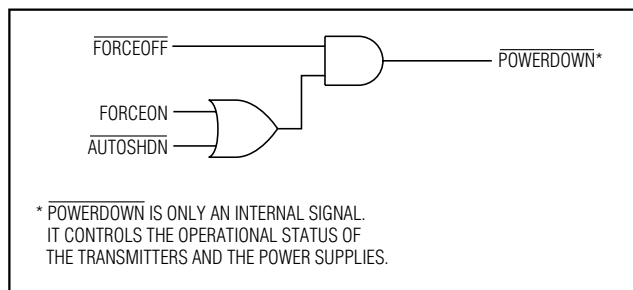 FORCEOFF
POWERDOWN*
FORCEON
AUTOSHDN
* POWERDOWN IS ONLY AN INTERNAL SIGNAL.
IT CONTROLS THE OPERATIONAL STATUS OF
THE TRANSMITTERS AND THE POWER SUPPLIES.